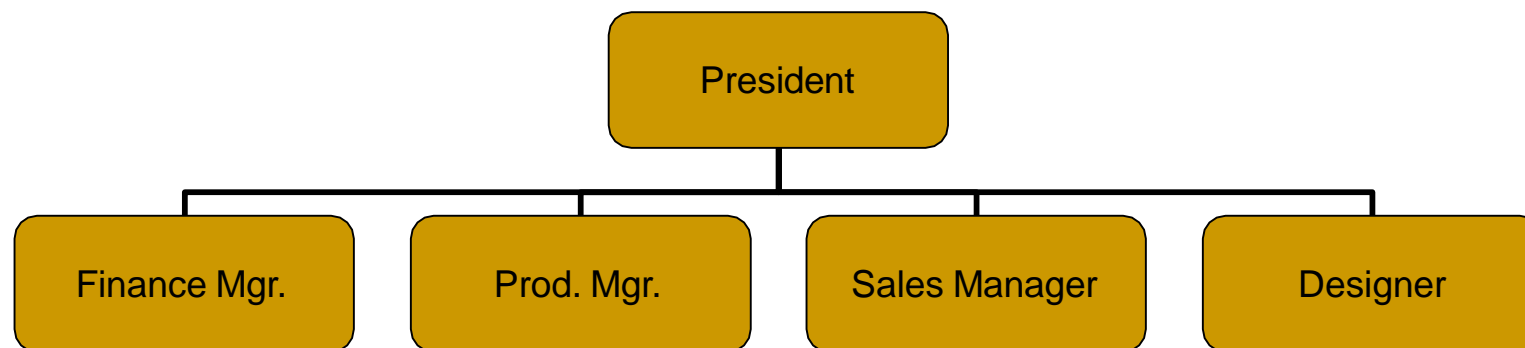 President
Finance Mgr.
Prod. Mgr.
Sales Manager
Designer